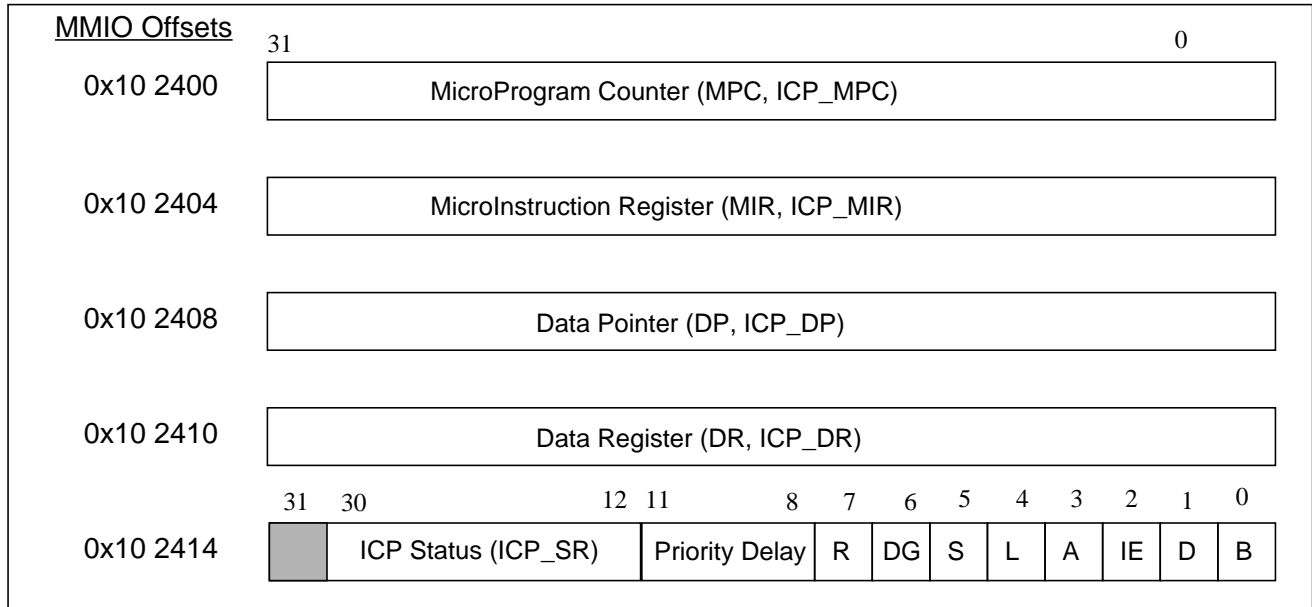 MMIO Offsets
31 0
0x10 2400 MicroProgram Counter (MPC, ICP_MPC)
0x10 2404 MicroInstruction Register (MIR, ICP_MIR)
0x10 2408 Data Pointer (DP, ICP_DP)
0x10 2410 Data Register (DR, ICP_DR)
31 30 12 11 8 7 6 5 4 3 2 1 0
0x10 2414 ICP Status (ICP_SR) Priority Delay R DG S L A IE D B